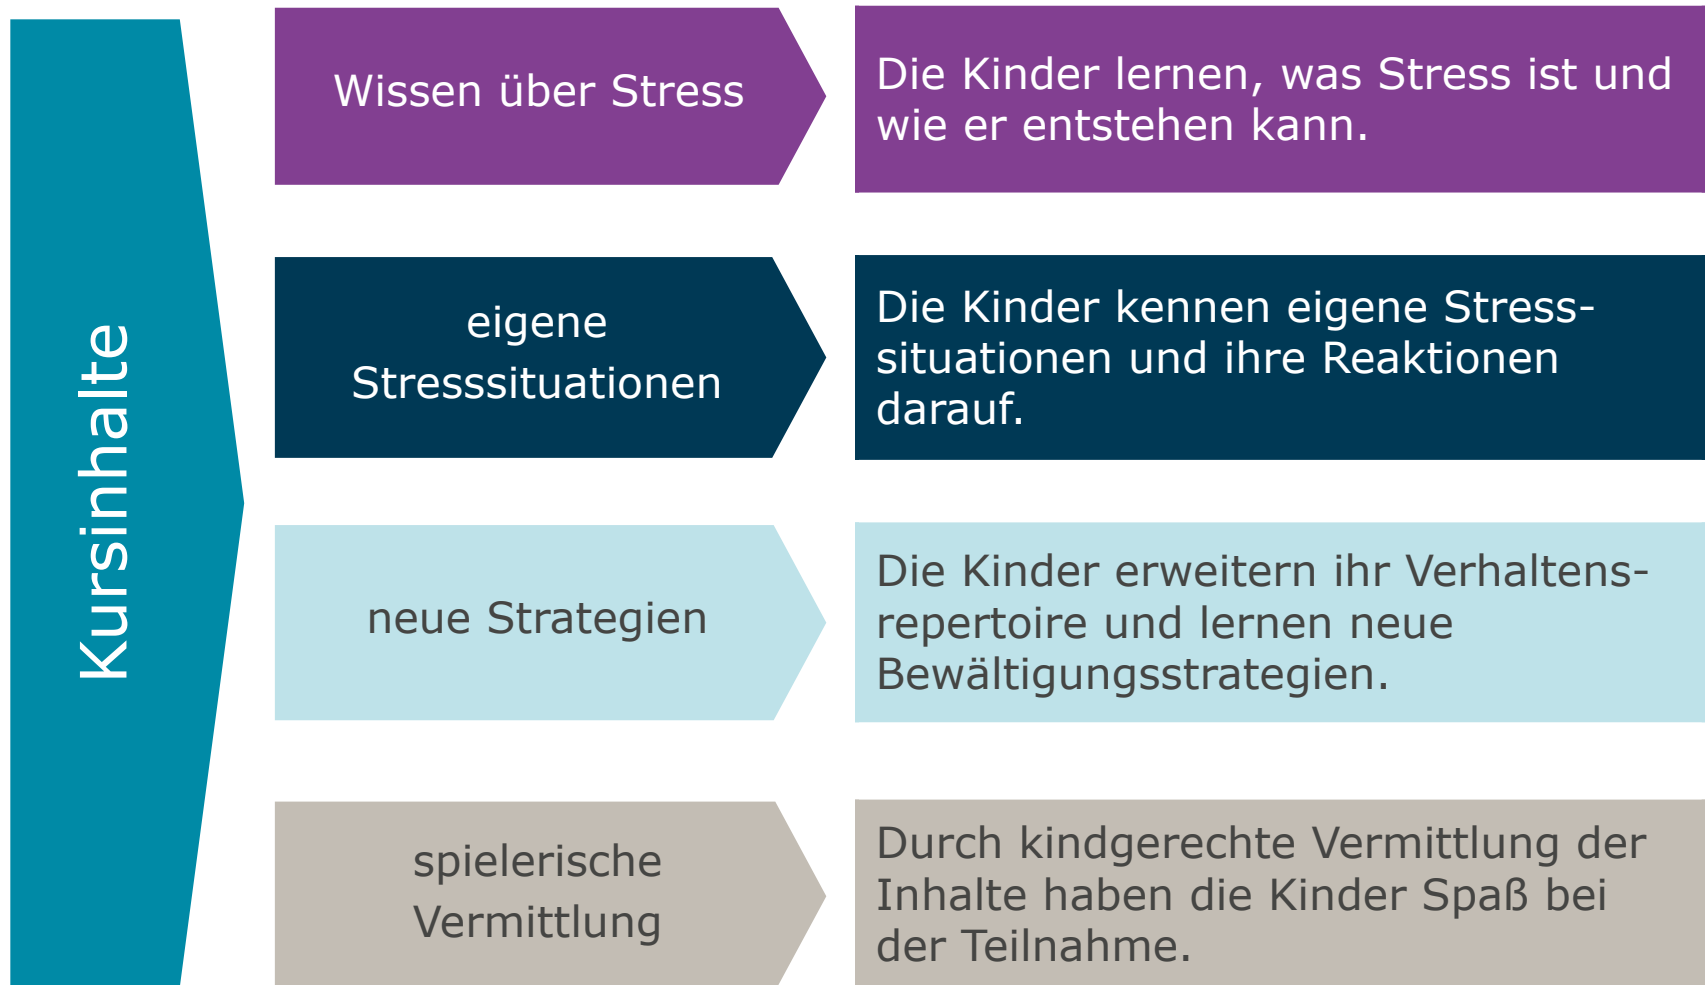 Kursinhalte
Wissen über Stress
Die Kinder lernen, was Stress ist und
wie er entstehen kann.
eigene
Stresssituationen
Die Kinder kennen eigene Stress-
situationen und ihre Reaktionen
darauf.
neue Strategien
Die Kinder erweitern ihr Verhaltens-
repertoire und lernen neue
Bewältigungsstrategien.
spielerische
Vermittlung
Durch kindgerechte Vermittlung der
Inhalte haben die Kinder Spaß bei
der Teilnahme.